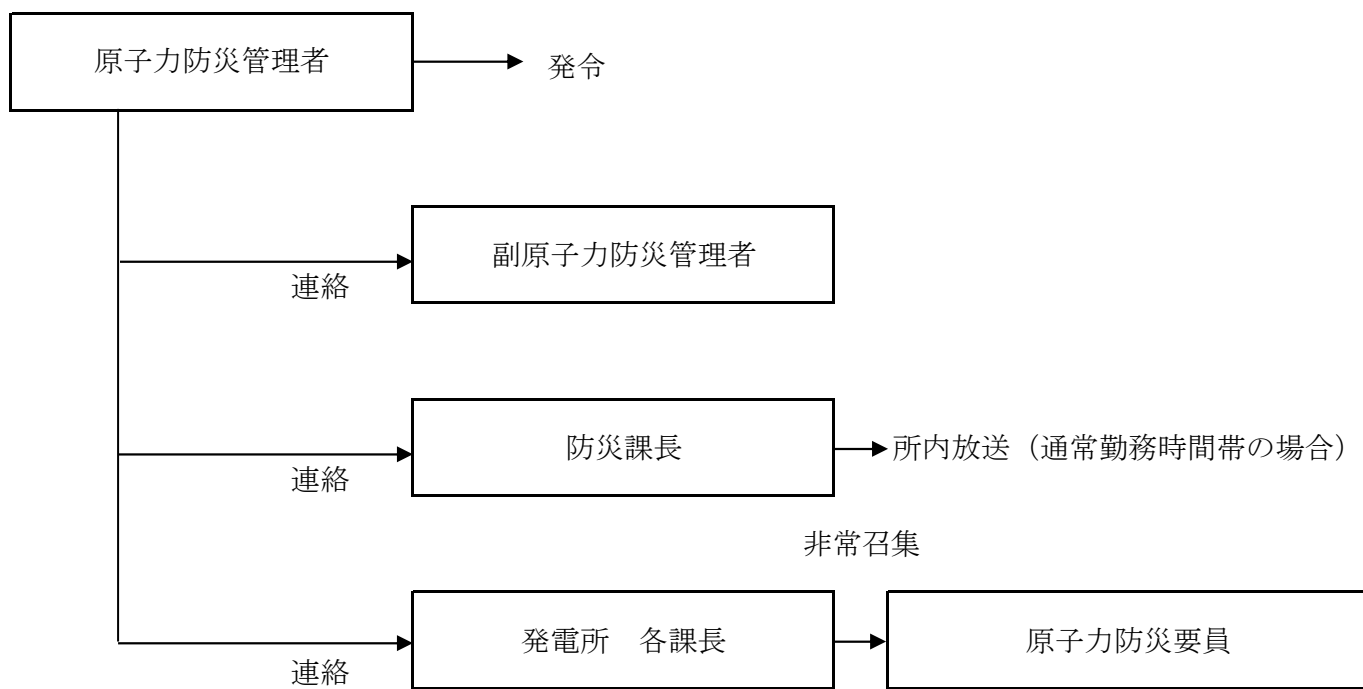 原子力防災管理者
発令
副原子力防災管理者
連絡
防災課長
所内放送（通常勤務時間帯の場合）
連絡
非常召集
発電所　各課長
原子力防災要員
連絡